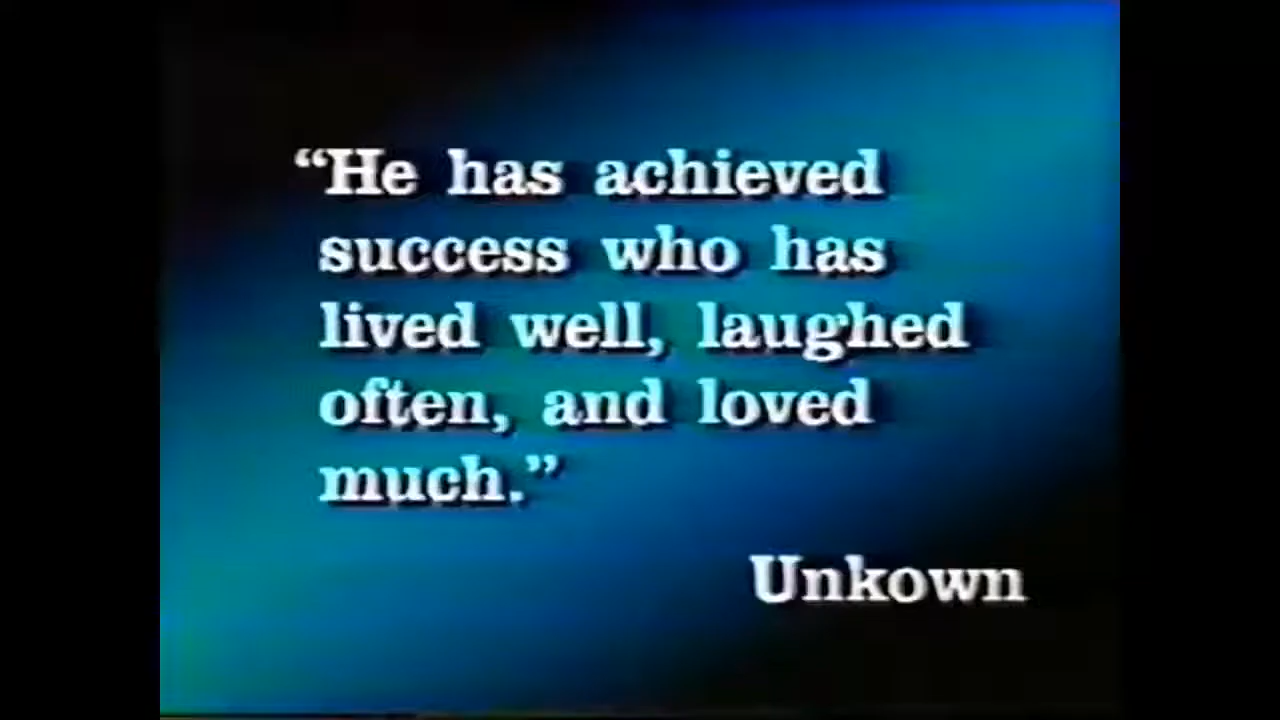 “He has achieved
success who has
lived well, laughed
often, and loved
much.”
Unkown